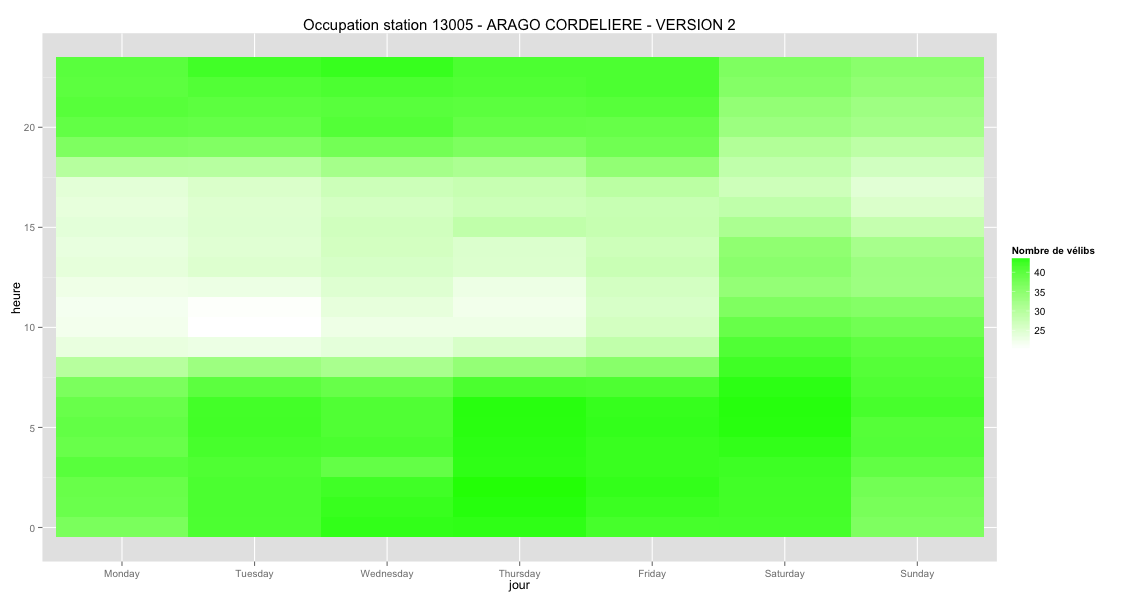 Occupation station 13005 - ARAGO CORDELIERE - VERSION 2
heure
20
15
10
5
0
Monday Tuesday Wednesday Thursday Friday Saturday Sunday
jour
Nombre de vélibs
40
35
30
25